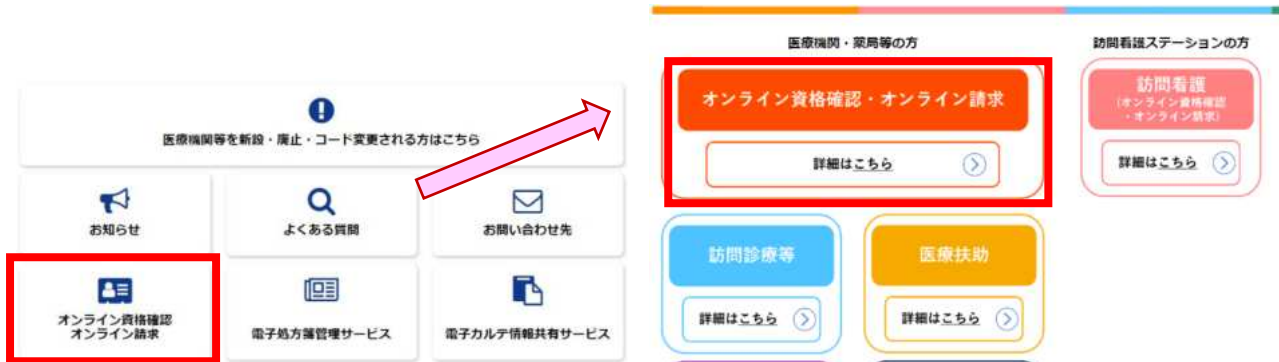 医療機関等を新設・廃止・コード変更される方はこちら
お知らせ
よくある質問
お問い合わせ先
オンライン資格確認
オンライン請求
電子処方箋管理サービス
電子カルテ情報共有サービス
医療機関・薬局等の方
オンライン資格確認・オンライン請求
詳細はこちら
訪問看護ステーションの方
訪問看護
(オンライン資格確認
・オンライン請求)
詳細はこちら
訪問診療等
詳細はこちら
医療扶助
詳細はこちら